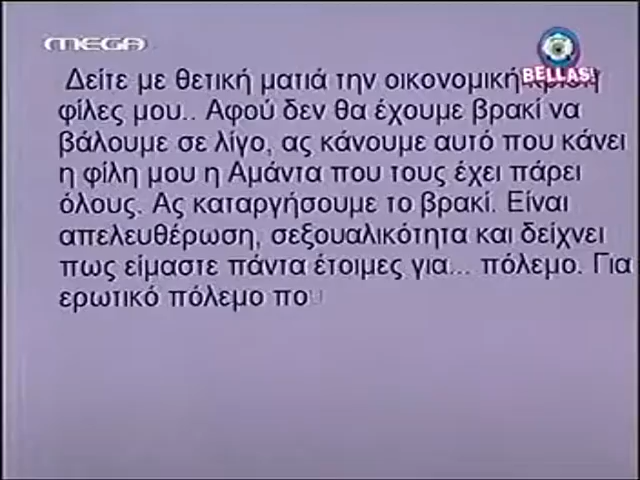 MEGA
BELLAS!
Δείτε με θετική ματιά την οικονομική κρίση
φίλες μου.. Αφού δεν θα έχουμε βρακί να
βάλουμε σε λίγο, ας κάνουμε αυτό που κάνει
η φίλη μου η Αμάντα που τους έχει πάρει
όλους. Ας καταργήσουμε το βρακί. Είναι
απελευθέρωση, σεξουαλικότητα και δείχνει
πως είμαστε πάντα έτοιμες για... πόλεμο. Για
ερωτικό πόλεμο που